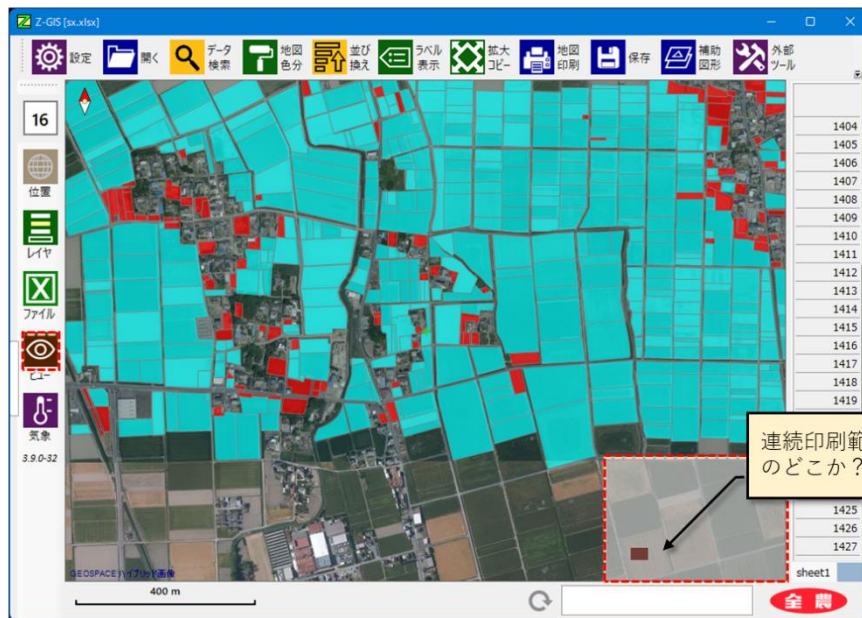 Z-GIS [sx.xlsx]
設定
開く
データ
検索
地図
色分
並び
換え
ラベル
表示
拡大
コピー
地図
印刷
保存
補助
図形
外部
ツール
16
位置
レイヤ
ファイル
ビュー
気象
3.9.0-32
1404
1405
1406
1407
1408
1409
1410
1411
1412
1413
1414
1415
1416
1417
1418
1419
連続印刷範
のどこか？
1425
1426
1427
GEOSPACE ハイブリッド画像
sheet1
400 m
全農